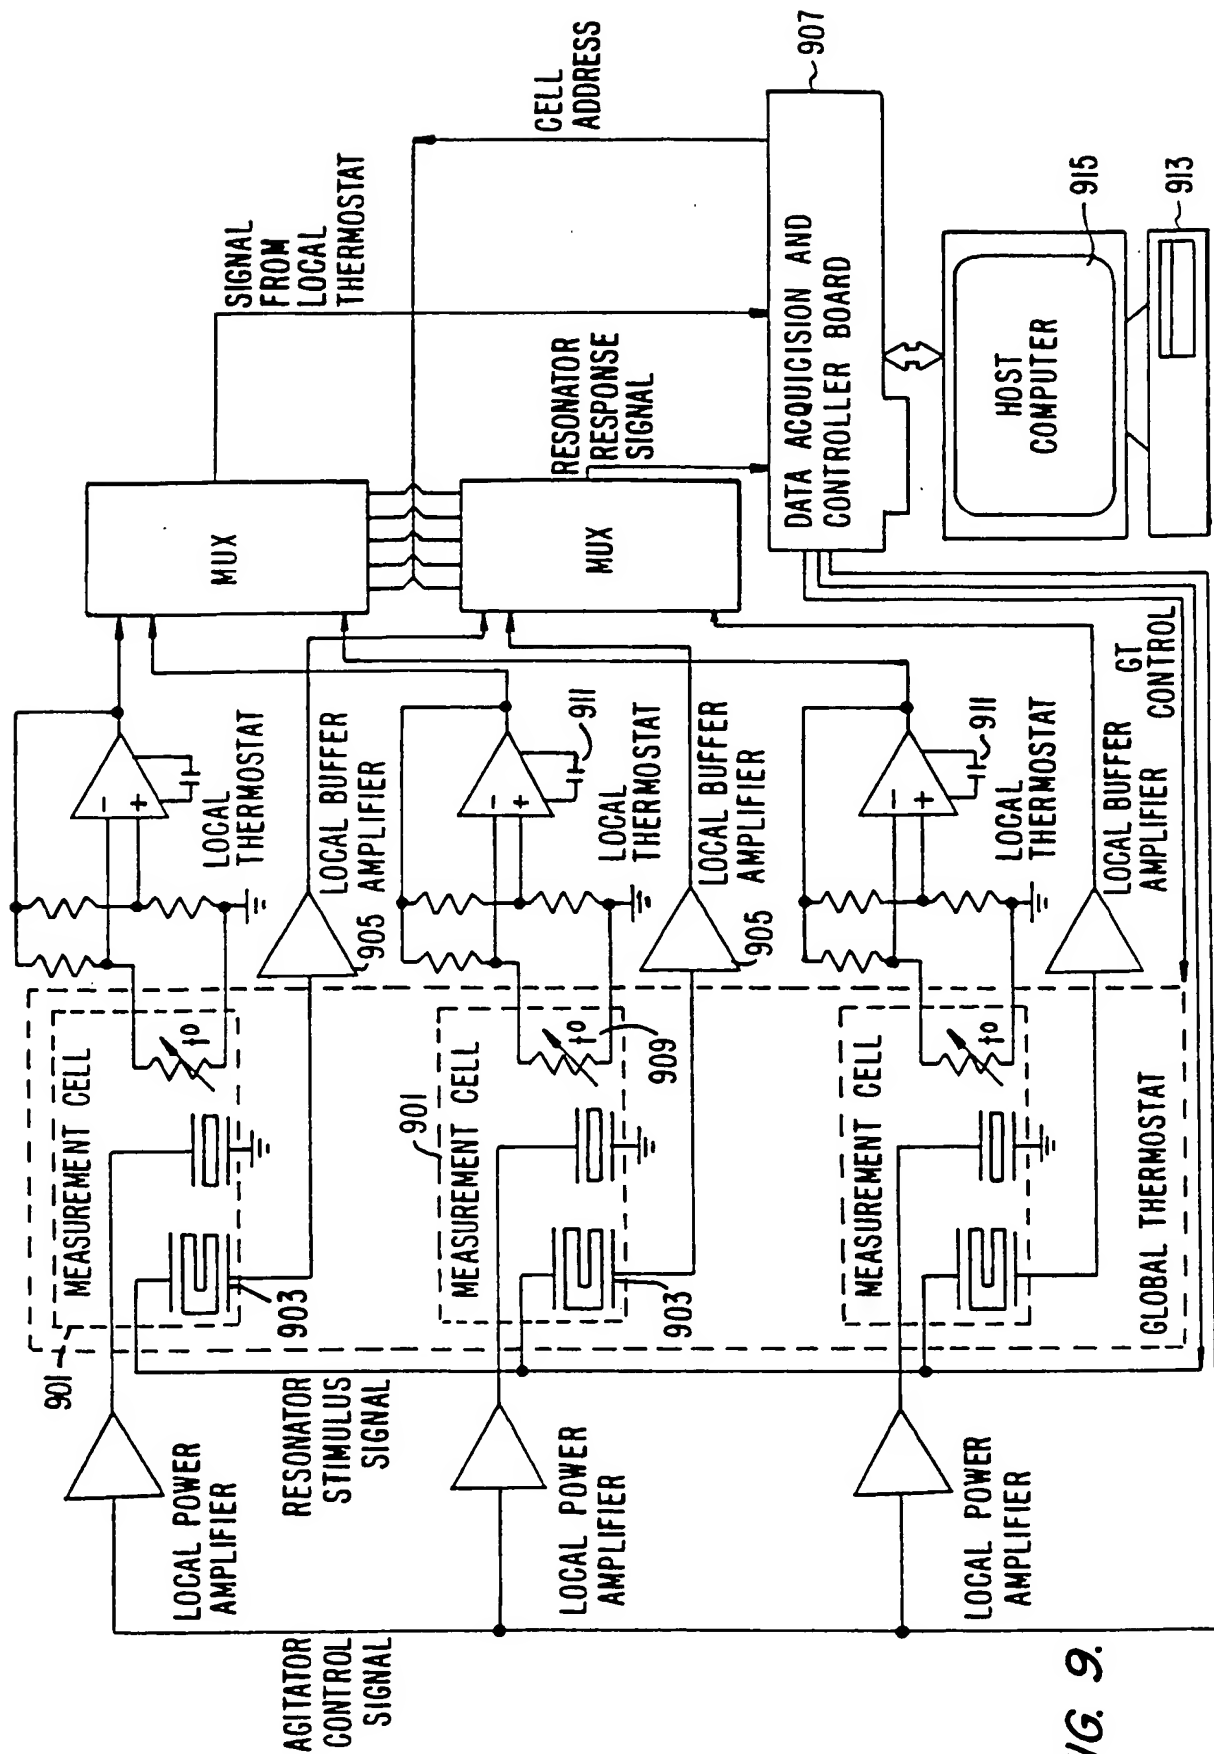 SIGNAL
FROM
LOCAL
THERMOSTAT
CELL
ADDRESS
907
MUX
RESONATOR
RESPONSE
SIGNAL
MUX
DATA ACQUICISION AND
CONTROLLER BOARD
HOST
COMPUTER
915
913
-
+
LOCAL
THERMOSTAT
LOCAL BUFFER
AMPLIFIER
905
-
+
911
LOCAL
THERMOSTAT
LOCAL BUFFER
AMPLIFIER
905
-
+
911
LOCAL
THERMOSTAT
LOCAL BUFFER
AMPLIFIER
GT
CONTROL
MEASUREMENT CELL
t°
903
901
901
MEASUREMENT CELL
t°
909
903
MEASUREMENT CELL
t°
GLOBAL THERMOSTAT
LOCAL POWER
AMPLIFIER
RESONATOR
STIMULUS
SIGNAL
LOCAL POWER
AMPLIFIER
LOCAL POWER
AMPLIFIER
AGITATOR
CONTROL
SIGNAL
IG. 9.